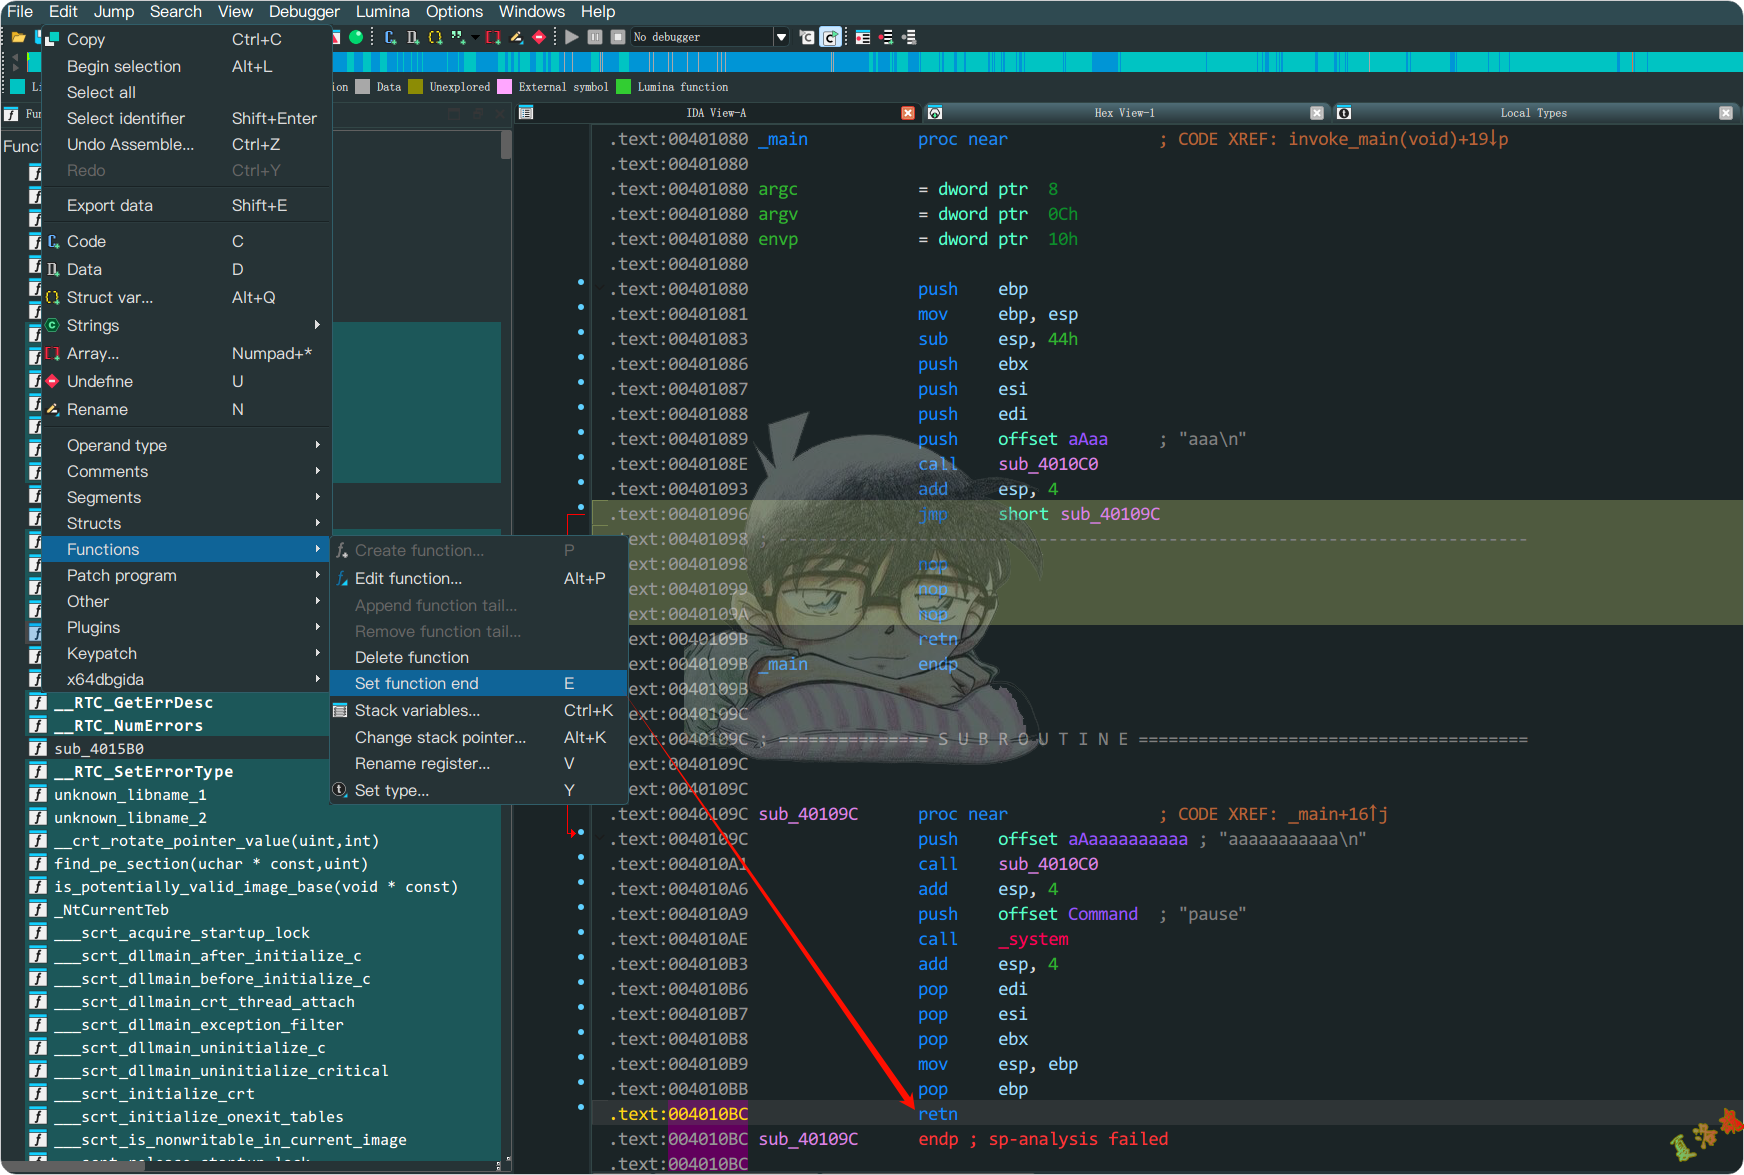 File Edit Jump Search View Debugger Lumina Options Windows Help
Copy Ctrl+C
No debugger
Begin selection Alt+L
Select all
ion Data Unexplored External symbol Lumina function
Select identifier Shift+Enter
IDA View-A Hex View-1 Local Types
Undo Assemble... Ctrl+Z
Redo Ctrl+Y
Export data Shift+E
Code C
Data D
Struct var... Alt+Q
Strings
Array... Numpad+*
Undefine U
Rename N
Operand type
Comments
Segments
Structs
Functions
Patch program
Other
Plugins
Keypatch
x64dbgida
Create function... P
Edit function... Alt+P
Append function tail...
Remove function tail...
Delete function
Set function end E
Stack variables... Ctrl+K
Change stack pointer... Alt+K
Rename register... V
Set type... Y
__RTC_GetErrDesc
__RTC_NumErrors
sub_4015B0
__RTC_SetErrorType
unknown_libname_1
unknown_libname_2
__crt_rotate_pointer_value(uint,int)
find_pe_section(uchar * const,uint)
is_potentially_valid_image_base(void * const)
_NtCurrentTeb
___scrt_acquire_startup_lock
___scrt_dllmain_after_initialize_c
___scrt_dllmain_before_initialize_c
___scrt_dllmain_crt_thread_attach
___scrt_dllmain_exception_filter
___scrt_dllmain_uninitialize_c
___scrt_dllmain_uninitialize_critical
___scrt_initialize_crt
___scrt_initialize_onexit_tables
___scrt_is_nonwritable_in_current_image
___scrt_release_startup_lock
.text:00401080 _main proc near ; CODE XREF: invoke_main(void)+19↓p
.text:00401080
.text:00401080 argc = dword ptr 8
.text:00401080 argv = dword ptr 0Ch
.text:00401080 envp = dword ptr 10h
.text:00401080
.text:00401080 push ebp
.text:00401081 mov ebp, esp
.text:00401083 sub esp, 44h
.text:00401086 push ebx
.text:00401087 push esi
.text:00401088 push edi
.text:00401089 push offset aAaa ; "aaa\n"
.text:0040108E call sub_4010C0
.text:00401093 add esp, 4
.text:00401096 jmp short sub_40109C
.text:00401098 ; ---------------------------------------------------------------------------
ext:00401098 nop
ext:00401099 nop
ext:0040109A nop
ext:0040109B retn
ext:0040109B _main endp
ext:0040109B
ext:0040109C
ext:0040109C ; =============== S U B R O U T I N E =======================================
ext:0040109C
ext:0040109C
.text:0040109C sub_40109C proc near ; CODE XREF: _main+16↑j
.text:0040109C push offset aAaaaaaaaaaa ; "aaaaaaaaaaa\n"
.text:004010A1 call sub_4010C0
.text:004010A6 add esp, 4
.text:004010A9 push offset Command ; "pause"
.text:004010AE call _system
.text:004010B3 add esp, 4
.text:004010B6 pop edi
.text:004010B7 pop esi
.text:004010B8 pop ebx
.text:004010B9 mov esp, ebp
.text:004010BB pop ebp
.text:004010BC retn
.text:004010BC sub_40109C endp ; sp-analysis failed
.text:004010BC